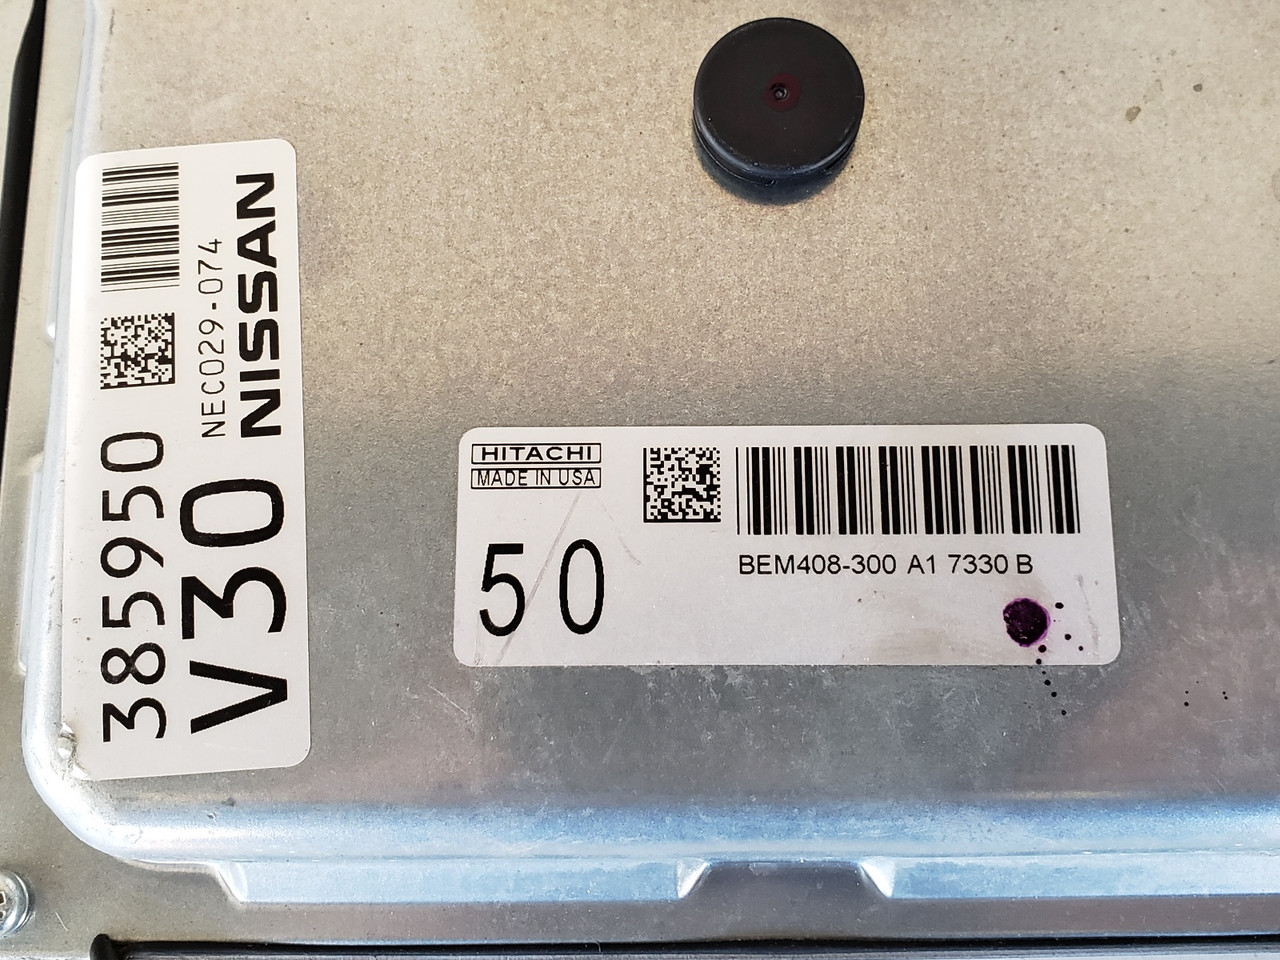 385950
V30
NEC029-074
NISSAN
HITACHI
MADE IN USA
50
BEM408-300 A1 7330 B